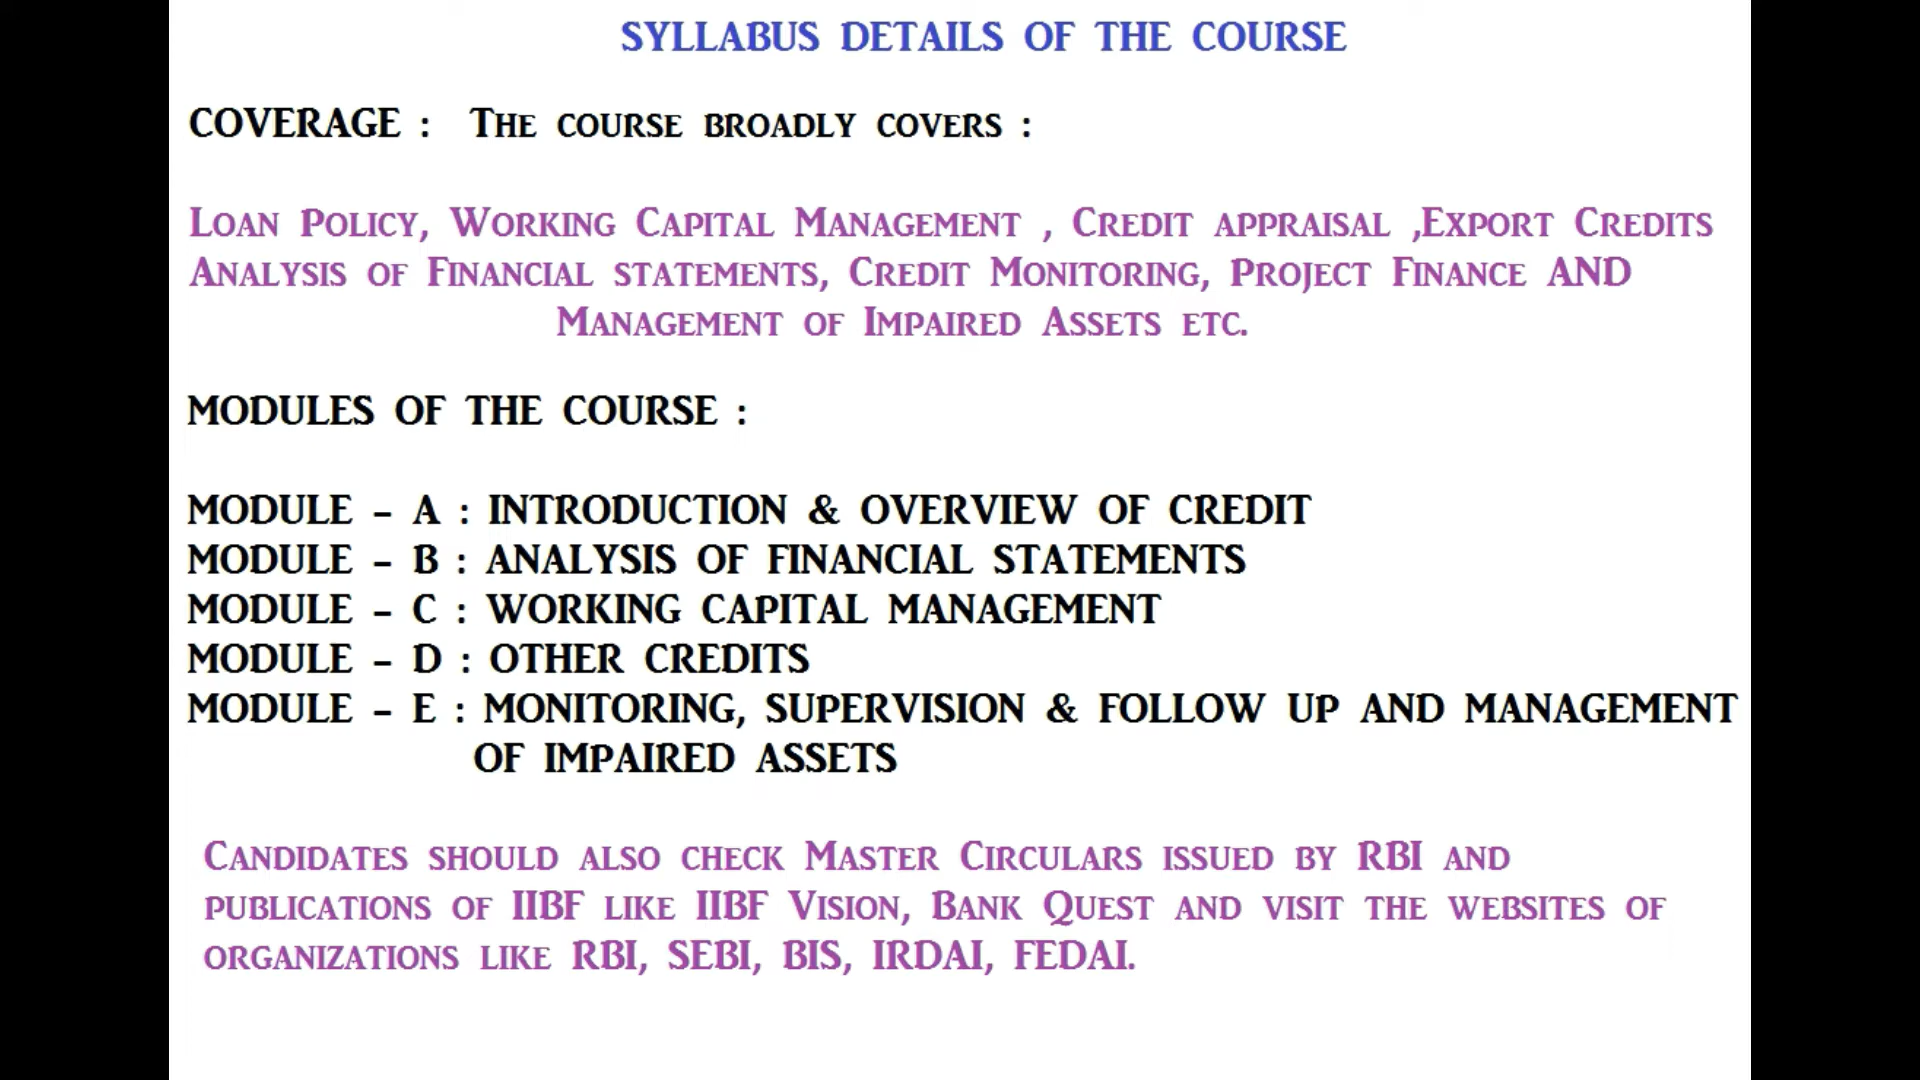 SYLLABUS DETAILS OF THE COURSE
COVERAGE : The course broadly covers :
Loan Policy, Working Capital Management , Credit appraisal ,Export Credits
Analysis of Financial statements, Credit Monitoring, Project Finance AND
Management of Impaired Assets etc.
MODULES OF THE COURSE :
MODULE – A : INTRODUCTION & OVERVIEW OF CREDIT
MODULE – B : ANALYSIS OF FINANCIAL STATEMENTS
MODULE – C : WORKING CAPITAL MANAGEMENT
MODULE – D : OTHER CREDITS
MODULE – E : MONITORING, SUPERVISION & FOLLOW UP AND MANAGEMENT
OF IMPAIRED ASSETS
Candidates should also check Master Circulars issued by RBI and
publications of IIBF like IIBF Vision, Bank Quest and visit the websites of
organizations like RBI, SEBI, BIS, IRDAI, FEDAI.